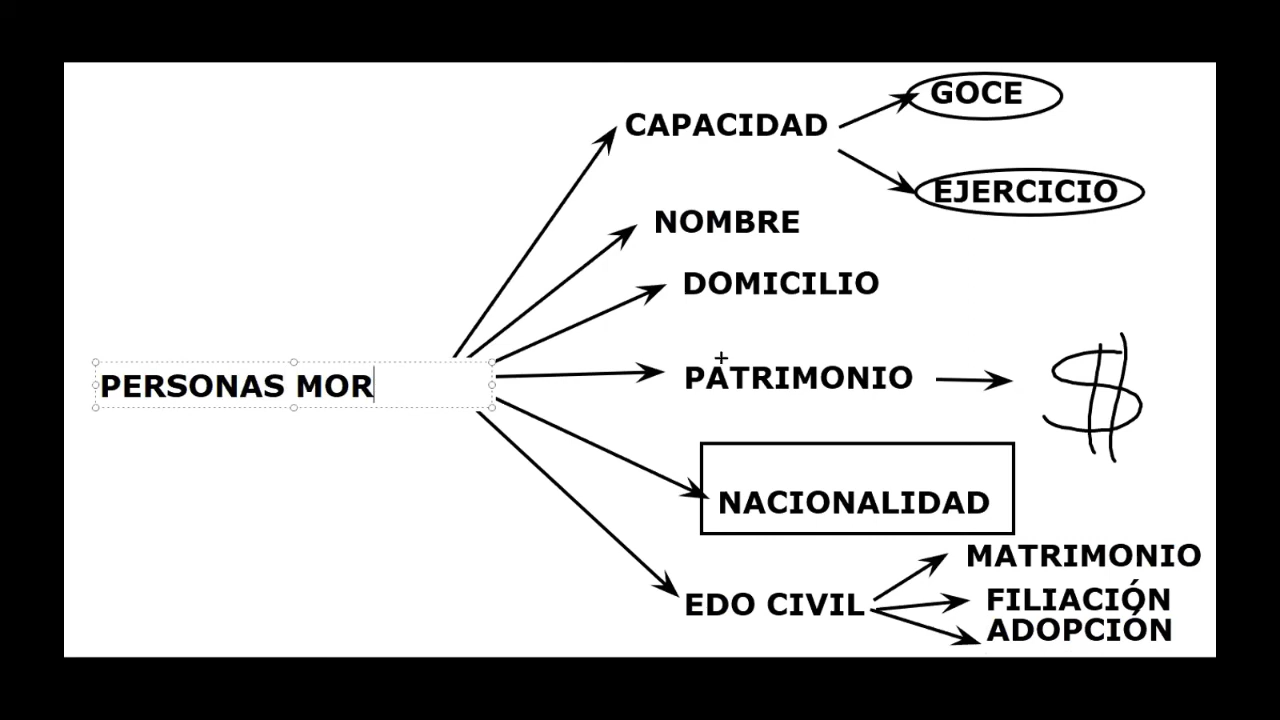 GOCE
CAPACIDAD
EJERCICIO
NOMBRE
DOMICILIO
PERSONAS MOR
PATRIMONIO
$
NACIONALIDAD
MATRIMONIO
EDO CIVIL
FILIACIÓN
ADOPCIÓN